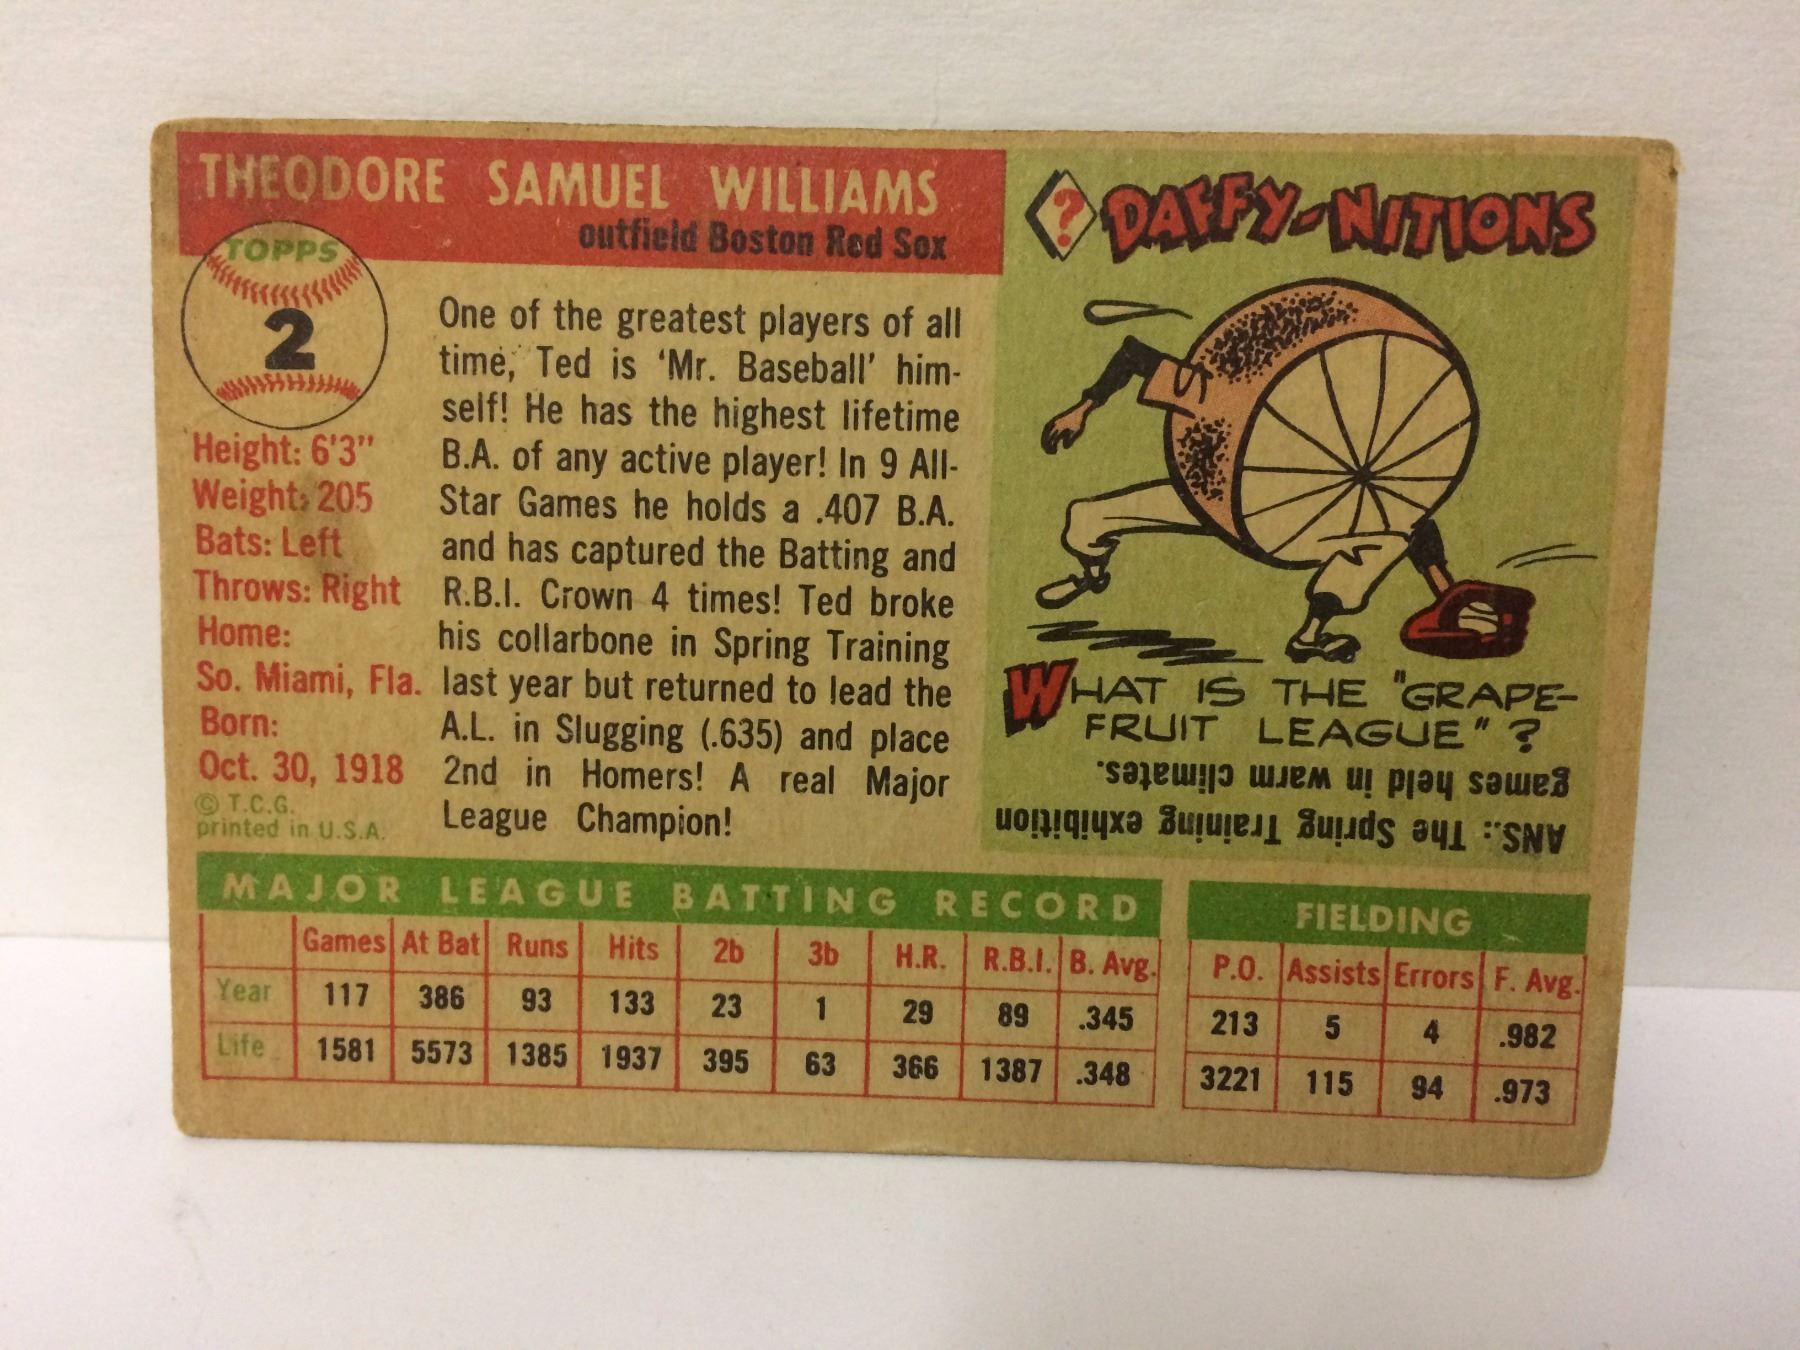 THEODORE SAMUEL WILLIAMS
outfield Boston Red Sox
TOPPS
2
Height: 6'3"
Weight: 205
Bats: Left
Throws: Right
Home:
So. Miami, Fla.
Born:
Oct. 30, 1918
© T.C.G.
printed in U.S.A.
One of the greatest players of all
time, Ted is 'Mr. Baseball' him-
self! He has the highest lifetime
B.A. of any active player! In 9 All-
Star Games he holds a .407 B.A.
and has captured the Batting and
R.B.I. Crown 4 times! Ted broke
his collarbone in Spring Training
last year but returned to lead the
A.L. in Slugging (.635) and place
2nd in Homers! A real Major
League Champion!
? DAFFY-NITIONS
WHAT IS THE "GRAPE-
FRUIT LEAGUE"?
ANS.: The Spring Training exhibition
games held in warm climates.
MAJOR LEAGUE BATTING RECORD
Games At Bat Runs Hits 2b 3b H.R. R.B.I. B. Avg.
Year 117 386 93 133 23 1 29 89 .345
Life 1581 5573 1385 1937 395 63 366 1387 .348
FIELDING
P.O. Assists Errors F. Avg.
213 5 4 .982
3221 115 94 .973